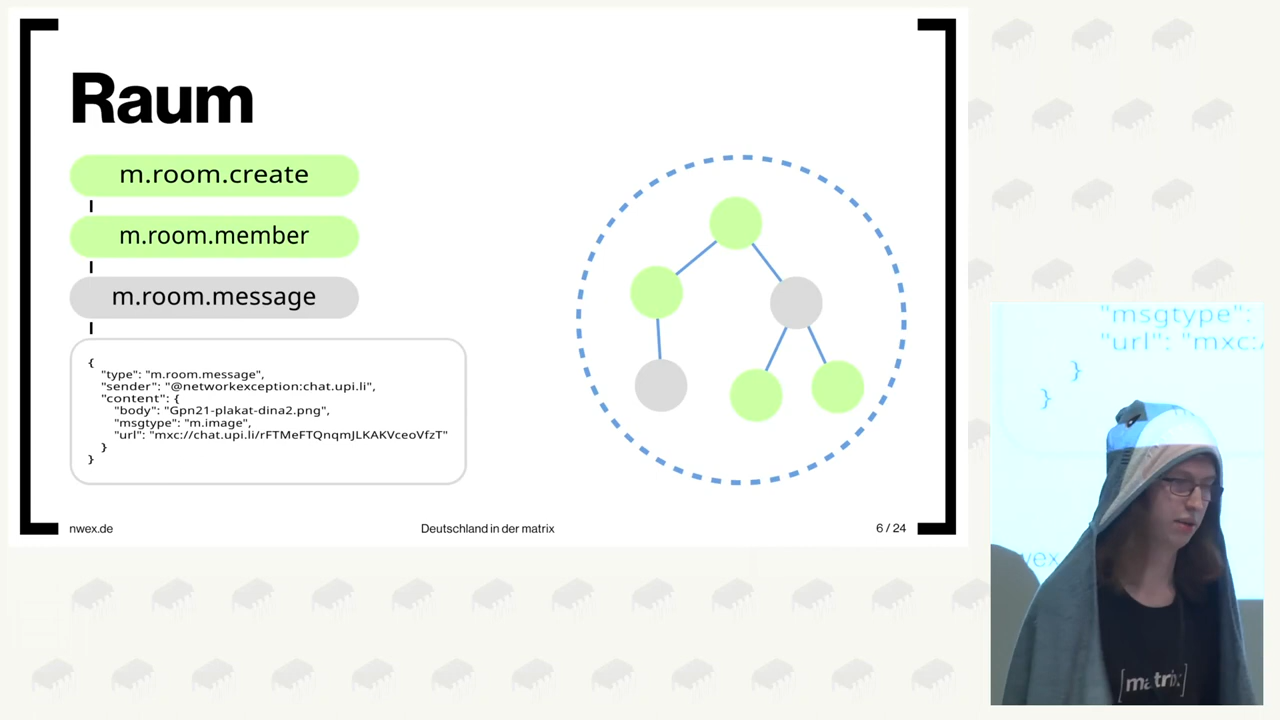 Raum
m.room.create
m.room.member
m.room.message
{
"type": "m.room.message",
"sender": "@networkexception:chat.upi.li",
"content": {
"body": "Gpn21-plakat-dina2.png",
"msgtype": "m.image",
"url": "mxc://chat.upi.li/rFTMeFTQnqmJLKAKVceoVfzT"
}
}
nwex.de
Deutschland in der matrix
6 / 24
"msgtype":
"url": "mxc:/
}
}
wex
[matrix]